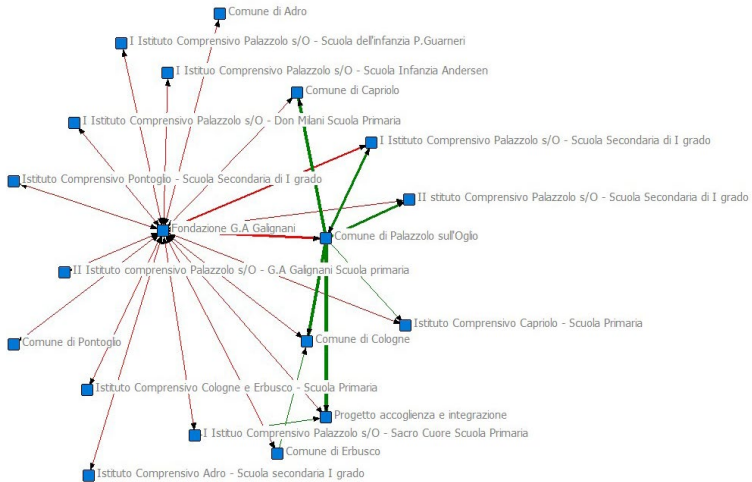 Comune di Adro
I Istituto Comprensivo Palazzolo s/O - Scuola dell'infanzia P.Guarneri
I Istituo Comprensivo Palazzolo s/O - Scuola Infanzia Andersen
Comune di Capriolo
I Istituto Comprensivo Palazzolo s/O - Don Milani Scuola Primaria
I Istituto Comprensivo Palazzolo s/O - Scuola Secondaria di I grado
Istituto Comprensivo Pontoglio - Scuola Secondaria di I grado
II Istituto Comprensivo Palazzolo s/O - Scuola Secondaria di I grado
Fondazione G.A Galignani
Comune di Palazzolo sull'Oglio
II Istituto comprensivo Palazzolo s/O - G.A Galignani Scuola primaria
Istituto Comprensivo Capriolo - Scuola Primaria
Comune di Pontoglio
Comune di Cologne
Istituto Comprensivo Cologne e Erbusco - Scuola Primaria
Progetto accoglienza e integrazione
I Istituo Comprensivo Palazzolo s/O - Sacro Cuore Scuola Primaria
Comune di Erbusco
Istituto Comprensivo Adro - Scuola secondaria I grado